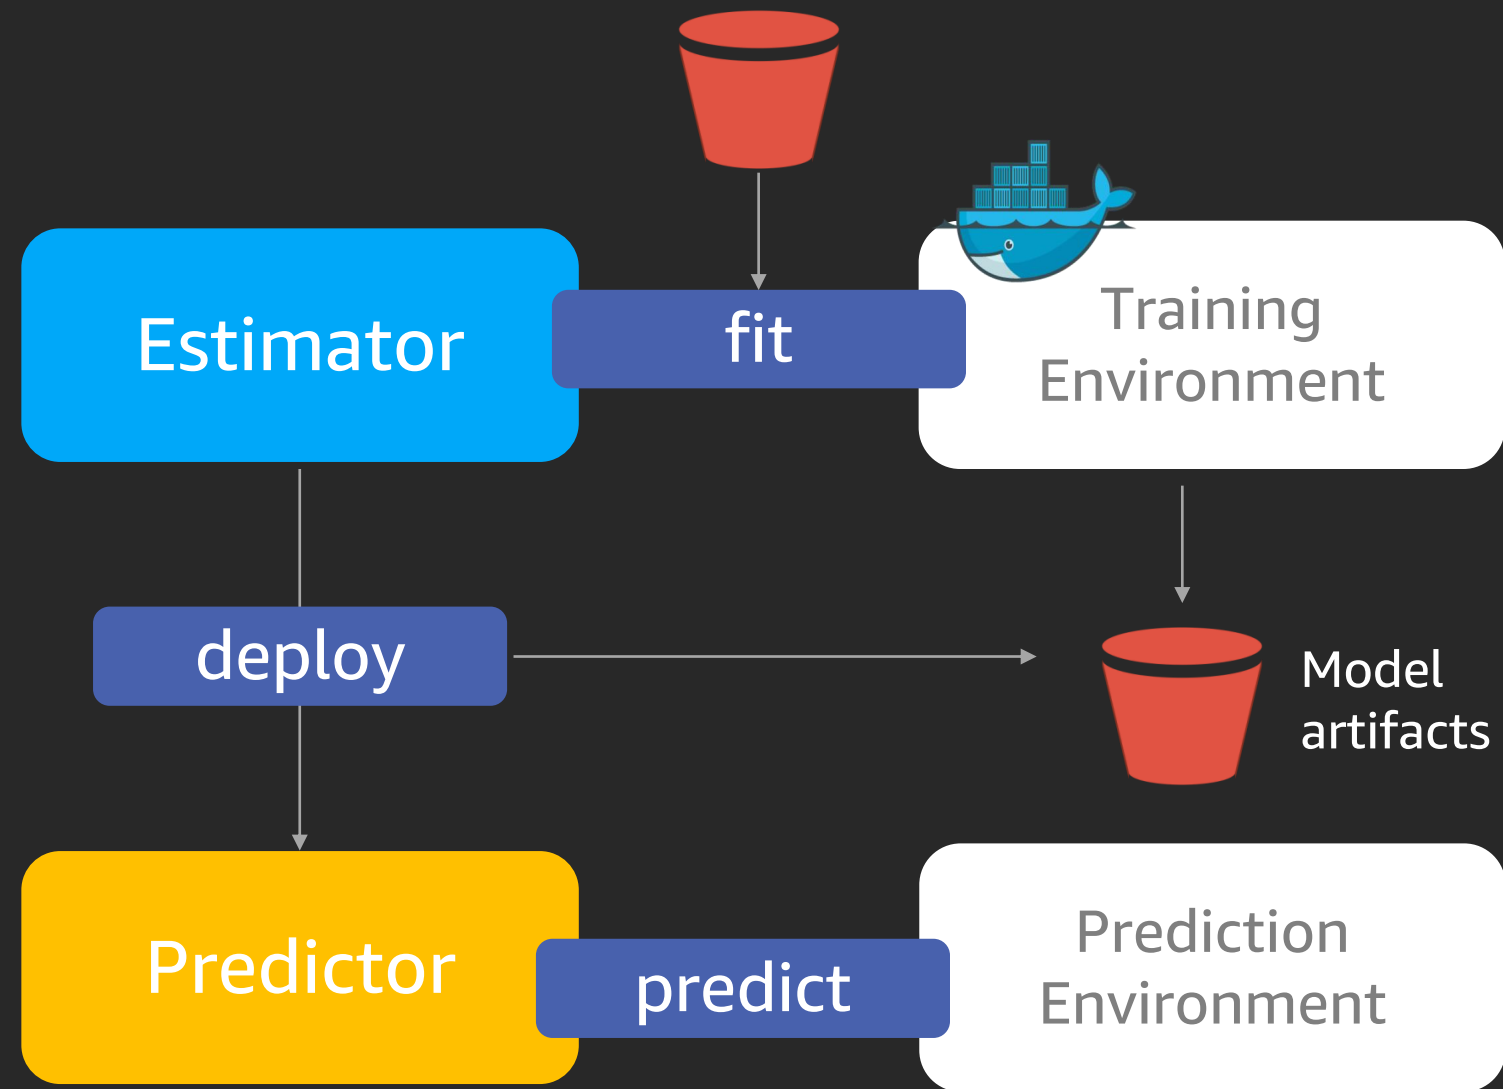 Estimator
fit
Training
Environment
deploy
Model
artifacts
Predictor
predict
Prediction
Environment